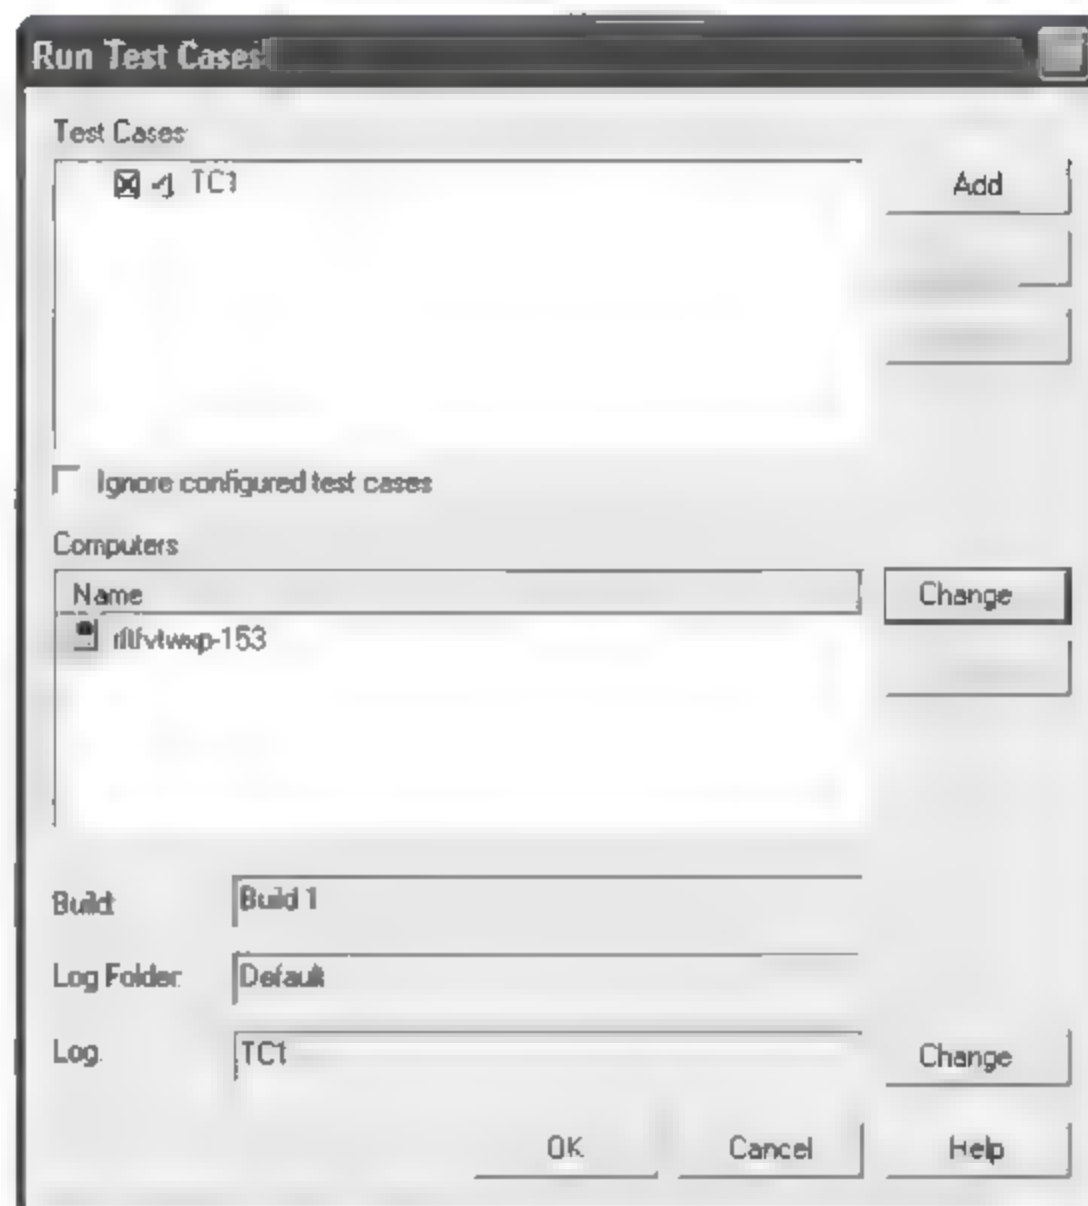 Run Test Cases
Test Cases:
TC1
Add
Ignore configured test cases
Computers
Name
Change
Build:
Build 1
Log Folder:
Default
Log:
TC1
Change
OK
Cancel
Help